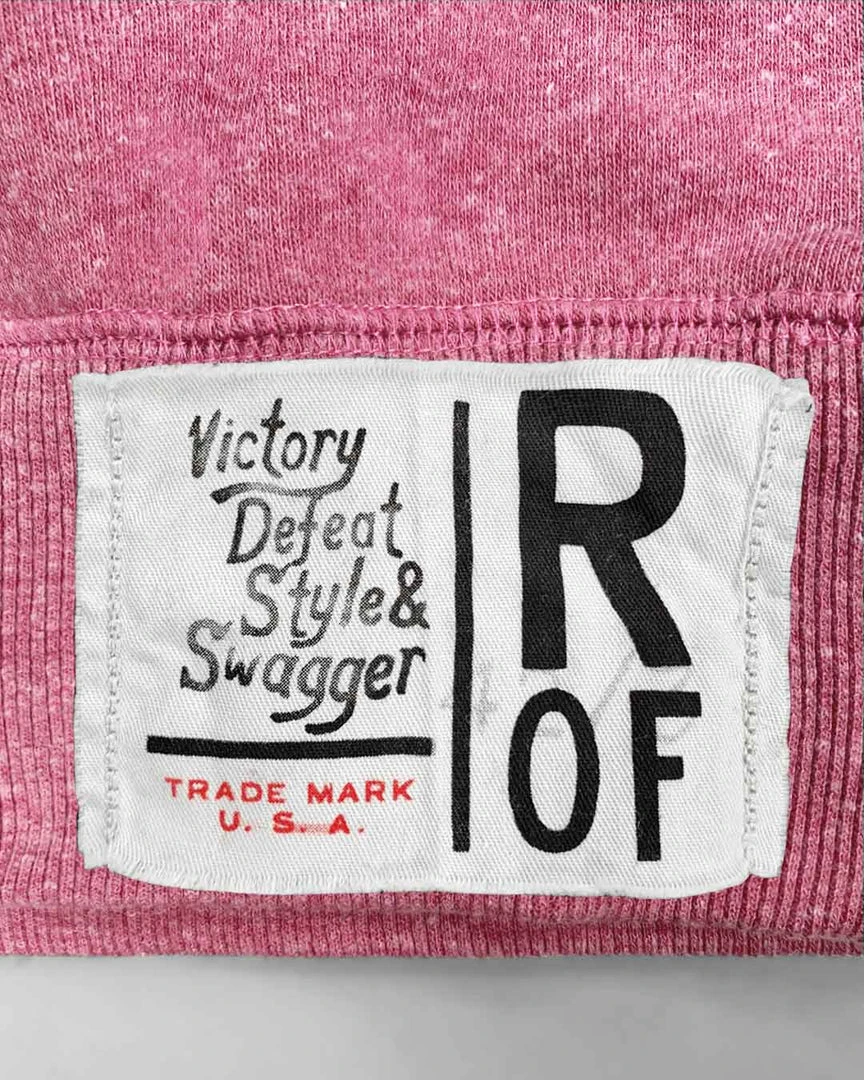 Victory
Defeat
Style &
Swagger
TRADE MARK
U. S. A.
R
OF